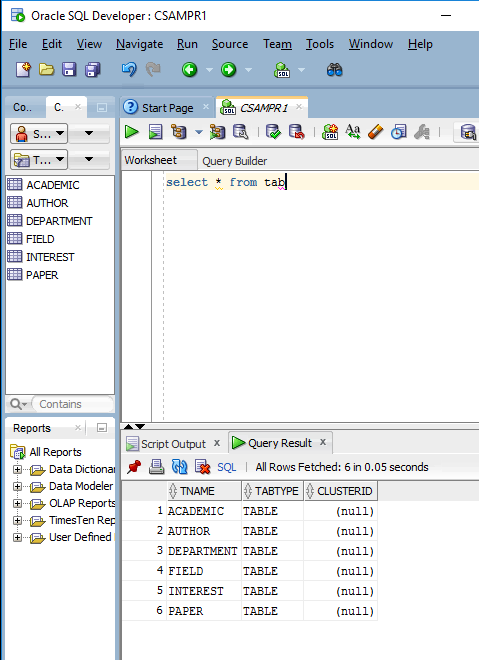 Oracle SQL Developer : CSAMPR1
File Edit View Navigate Run Source Team Tools Window Help
SQL
Co.. C. Start Page CSAMPR1
S...
SQL
T...
Worksheet Query Builder
select * from tab
ACADEMIC
AUTHOR
DEPARTMENT
FIELD
INTEREST
PAPER
Contains
Reports
All Reports
Data Dictionar
Data Modeler
OLAP Reports
TimesTen Rep
User Defined
Script Output x Query Result x
SQL All Rows Fetched: 6 in 0.05 seconds
TNAME TABTYPE CLUSTERID
1 ACADEMIC TABLE (null)
2 AUTHOR TABLE (null)
3 DEPARTMENT TABLE (null)
4 FIELD TABLE (null)
5 INTEREST TABLE (null)
6 PAPER TABLE (null)